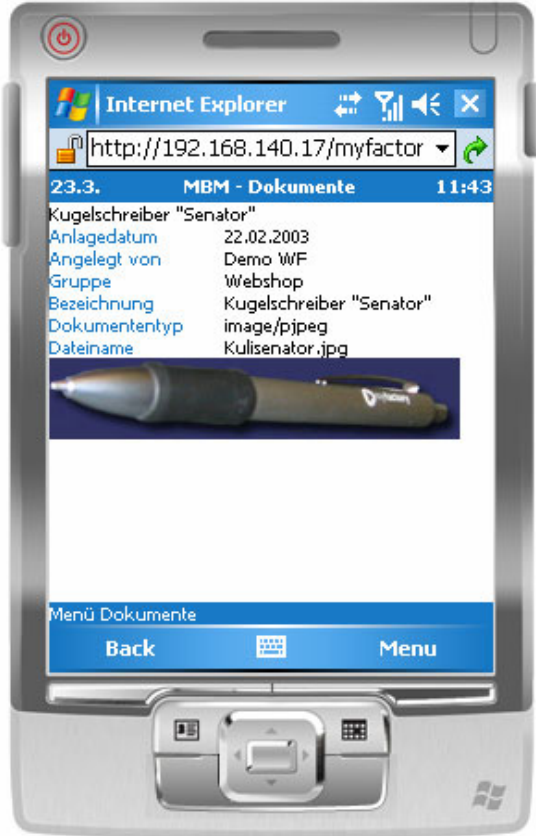 Internet Explorer
http://192.168.140.17/myfactor
23.3. MBM - Dokumente 11:43
Kugelschreiber "Senator"
Anlagedatum 22.02.2003
Angelegt von Demo WF
Gruppe Webshop
Bezeichnung Kugelschreiber "Senator"
Dokumententyp image/pjpeg
Dateiname Kulisenator.jpg
Menü Dokumente
Back Menu